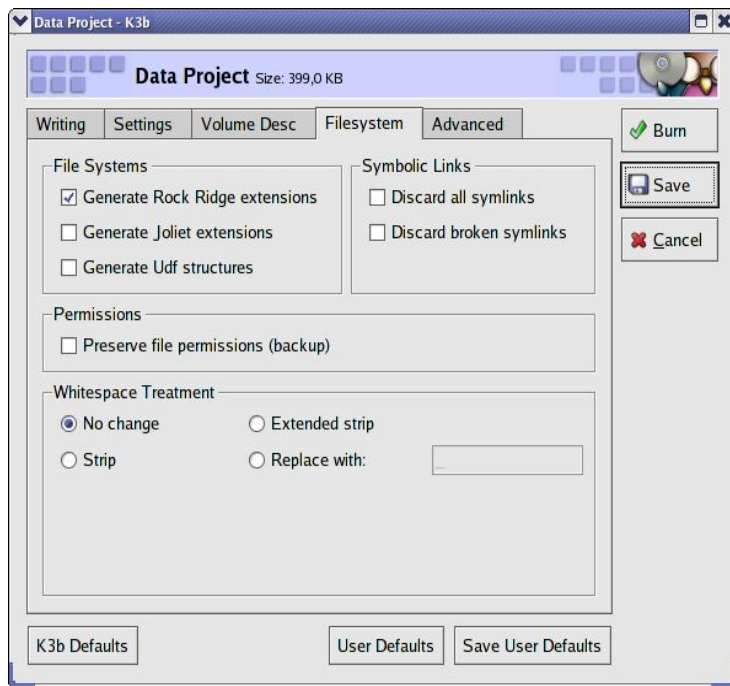 Data Project - K3b
Data Project Size: 399,0 KB
Writing Settings Volume Desc Filesystem Advanced
Burn
Save
Cancel
File Systems
Generate Rock Ridge extensions
Generate Joliet extensions
Generate Udf structures
Symbolic Links
Discard all symlinks
Discard broken symlinks
Permissions
Preserve file permissions (backup)
Whitespace Treatment
No change Extended strip
Strip Replace with: _
K3b Defaults User Defaults Save User Defaults